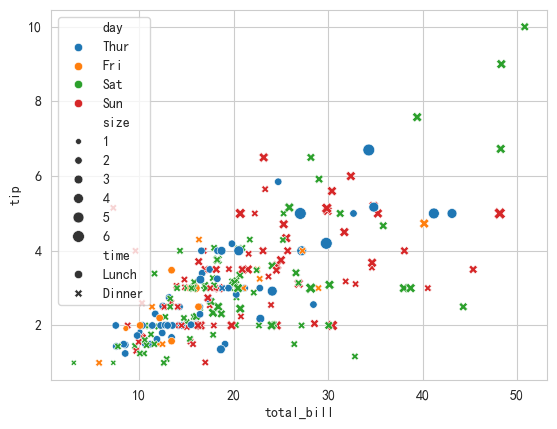 10
8
6
4
2
tip
day
Thur
Fri
Sat
Sun
size
1
2
3
4
5
6
time
Lunch
Dinner
10 20 30 40 50
total_bill